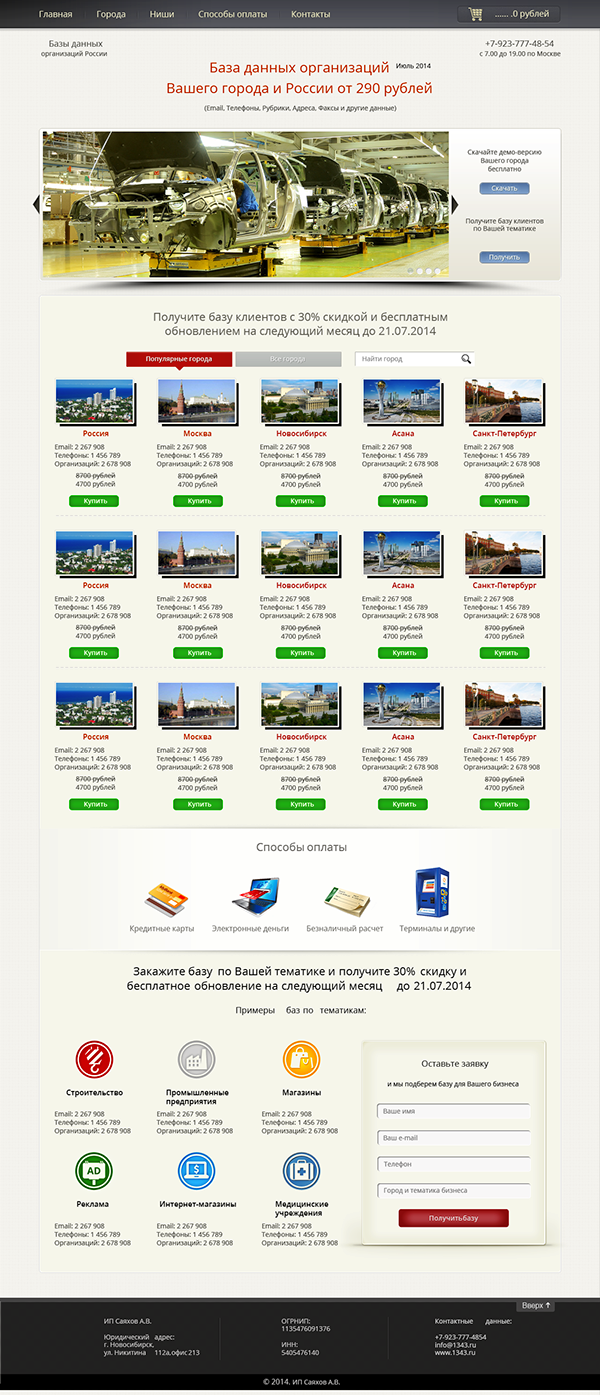 Главная Города Ниши Способы оплаты Контакты ...... .0 рублей
Базы данных
организаций России
+7-923-777-48-54
с 7.00 до 19.00 по Москве
База данных организаций Июль 2014
Вашего города и России от 290 рублей
(Email, Телефоны, Рубрики, Адреса, Факсы и другие данные)
Скачайте демо-версию
Вашего города
бесплатно
Скачать
Получите базу клиентов
по Вашей тематике
Получить
Получите базу клиентов с 30% скидкой и бесплатным
обновлением на следующий месяц до 21.07.2014
Популярные города Все города Найти город
Россия Москва Новосибирск Асана Санкт-Петербург
Email: 2 267 908 Email: 2 267 908 Email: 2 267 908 Email: 2 267 908 Email: 2 267 908
Телефоны: 1 456 789 Телефоны: 1 456 789 Телефоны: 1 456 789 Телефоны: 1 456 789 Телефоны: 1 456 789
Организаций: 2 678 908 Организаций: 2 678 908 Организаций: 2 678 908 Организаций: 2 678 908 Организаций: 2 678 908
8700 рублей 8700 рублей 8700 рублей 8700 рублей 8700 рублей
4700 рублей 4700 рублей 4700 рублей 4700 рублей 4700 рублей
Купить Купить Купить Купить Купить
Россия Москва Новосибирск Асана Санкт-Петербург
Email: 2 267 908 Email: 2 267 908 Email: 2 267 908 Email: 2 267 908 Email: 2 267 908
Телефоны: 1 456 789 Телефоны: 1 456 789 Телефоны: 1 456 789 Телефоны: 1 456 789 Телефоны: 1 456 789
Организаций: 2 678 908 Организаций: 2 678 908 Организаций: 2 678 908 Организаций: 2 678 908 Организаций: 2 678 908
8700 рублей 8700 рублей 8700 рублей 8700 рублей 8700 рублей
4700 рублей 4700 рублей 4700 рублей 4700 рублей 4700 рублей
Купить Купить Купить Купить Купить
Россия Москва Новосибирск Асана Санкт-Петербург
Email: 2 267 908 Email: 2 267 908 Email: 2 267 908 Email: 2 267 908 Email: 2 267 908
Телефоны: 1 456 789 Телефоны: 1 456 789 Телефоны: 1 456 789 Телефоны: 1 456 789 Телефоны: 1 456 789
Организаций: 2 678 908 Организаций: 2 678 908 Организаций: 2 678 908 Организаций: 2 678 908 Организаций: 2 678 908
8700 рублей 8700 рублей 8700 рублей 8700 рублей 8700 рублей
4700 рублей 4700 рублей 4700 рублей 4700 рублей 4700 рублей
Купить Купить Купить Купить Купить
Способы оплаты
Кредитные карты Электронные деньги Безналичный расчет Терминалы и другие
Закажите базу по Вашей тематике и получите 30% скидку и
бесплатное обновление на следующий месяц до 21.07.2014
Примеры баз по тематикам:
Строительство Промышленные Магазины
предприятия
Email: 2 267 908 Email: 2 267 908 Email: 2 267 908
Телефоны: 1 456 789 Телефоны: 1 456 789 Телефоны: 1 456 789
Организаций: 2 678 908 Организаций: 2 678 908 Организаций: 2 678 908
AD $
Реклама Интернет-магазины Медицинские
учреждения
Email: 2 267 908 Email: 2 267 908 Email: 2 267 908
Телефоны: 1 456 789 Телефоны: 1 456 789 Телефоны: 1 456 789
Организаций: 2 678 908 Организаций: 2 678 908 Организаций: 2 678 908
Оставьте заявку
и мы подберем базу для Вашего бизнеса
Ваше имя
Ваш e-mail
Телефон
Город и тематика бизнеса
Получить базу
Вверх
ИП Саяхов А.В.
Юридический адрес:
г. Новосибирск,
ул. Никитина 112а,офис 213
ОГРНИП:
1135476091376
ИНН:
5405476140
Контактные данные:
+7-923-777-4854
info@1343.ru
www.1343.ru
© 2014. ИП Саяхов А.В.